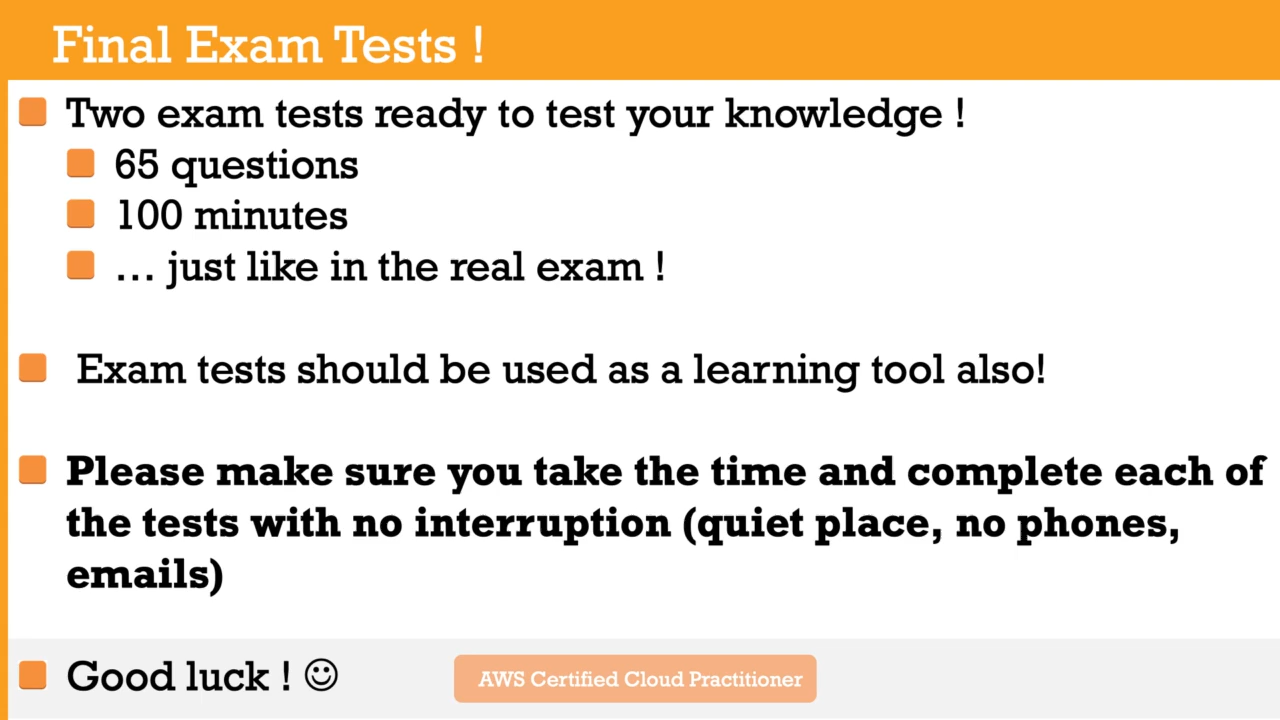 Final Exam Tests !
Two exam tests ready to test your knowledge !
65 questions
100 minutes
… just like in the real exam !
Exam tests should be used as a learning tool also!
Please make sure you take the time and complete each of
the tests with no interruption (quiet place, no phones,
emails)
Good luck ! ☺
AWS Certified Cloud Practitioner